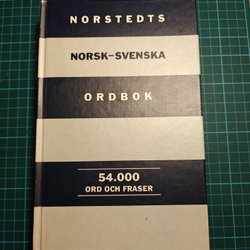 NORSTEDTS
NORSK–SVENSKA
ORDBOK
54.000
ORD OCH FRASER